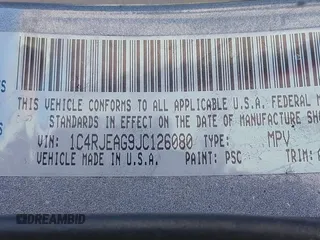 THIS VEHICLE CONFORMS TO ALL APPLICABLE U.S.A. FEDERAL M
STANDARDS IN EFFECT ON THE DATE OF MANUFACTURE SHO
VIN: 1C4RJEAG9JC126080 TYPE: MPV
VEHICLE MADE IN U.S.A. PAINT: PSC TRIM:
DREAMBID